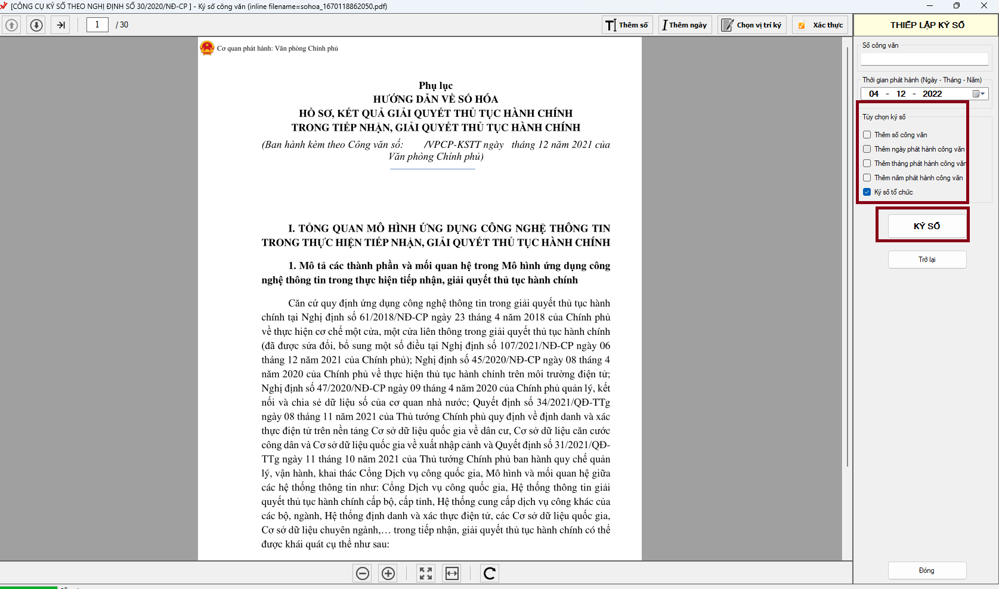 [CÔNG CỤ KÝ SỐ THEO NGHỊ ĐỊNH SỐ 30/2020/NĐ-CP ] - Ký số công văn (inline filename=sohoa_1670118862050.pdf)
1 / 30
Thêm số
Thêm ngày
Chọn vị trí ký
Xác thực
THIẾP LẬP KÝ SỐ
Số công văn
Thời gian phát hành (Ngày - Tháng - Năm)
04 - 12 - 2022
Tùy chọn ký số
Thêm số công văn
Thêm ngày phát hành công văn
Thêm tháng phát hành công văn
Thêm năm phát hành công văn
Ký số tổ chức
KÝ SỐ
Trở lại
Đóng
Cơ quan phát hành: Văn phòng Chính phủ
Phụ lục
HƯỚNG DẪN VỀ SỐ HÓA
HỒ SƠ, KẾT QUẢ GIẢI QUYẾT THỦ TỤC HÀNH CHÍNH
TRONG TIẾP NHẬN, GIẢI QUYẾT THỦ TỤC HÀNH CHÍNH
(Ban hành kèm theo Công văn số: /VPCP-KSTT ngày tháng 12 năm 2021 của
Văn phòng Chính phủ)
I. TỔNG QUAN MÔ HÌNH ỨNG DỤNG CÔNG NGHỆ THÔNG TIN
TRONG THỰC HIỆN TIẾP NHẬN, GIẢI QUYẾT THỦ TỤC HÀNH CHÍNH
1. Mô tả các thành phần và mối quan hệ trong Mô hình ứng dụng công
nghệ thông tin trong thực hiện tiếp nhận, giải quyết thủ tục hành chính
Căn cứ quy định ứng dụng công nghệ thông tin trong giải quyết thủ tục hành
chính tại Nghị định số 61/2018/NĐ-CP ngày 23 tháng 4 năm 2018 của Chính phủ
về thực hiện cơ chế một cửa, một cửa liên thông trong giải quyết thủ tục hành chính
(đã được sửa đổi, bổ sung một số điều tại Nghị định số 107/2021/NĐ-CP ngày 06
tháng 12 năm 2021 của Chính phủ); Nghị định số 45/2020/NĐ-CP ngày 08 tháng 4
năm 2020 của Chính phủ về thực hiện thủ tục hành chính trên môi trường điện tử;
Nghị định số 47/2020/NĐ-CP ngày 09 tháng 4 năm 2020 của Chính phủ quản lý, kết
nối và chia sẻ dữ liệu số của cơ quan nhà nước; Quyết định số 34/2021/QĐ-TTg
ngày 08 tháng 11 năm 2021 của Thủ tướng Chính phủ quy định về định danh và xác
thực điện tử trên nền tảng Cơ sở dữ liệu quốc gia về dân cư, Cơ sở dữ liệu căn cước
công dân và Cơ sở dữ liệu quốc gia về xuất nhập cảnh và Quyết định số 31/2021/QĐ-
TTg ngày 11 tháng 10 năm 2021 của Thủ tướng Chính phủ ban hành quy chế quản
lý, vận hành, khai thác Cổng Dịch vụ công quốc gia, Mô hình và mối quan hệ giữa
các hệ thống thông tin như: Cổng Dịch vụ công quốc gia, Hệ thống thông tin giải
quyết thủ tục hành chính cấp bộ, cấp tỉnh, Hệ thống cung cấp dịch vụ công khác của
các bộ, ngành, Hệ thống định danh và xác thực điện tử, các Cơ sở dữ liệu quốc gia,
Cơ sở dữ liệu chuyên ngành,… trong tiếp nhận, giải quyết thủ tục hành chính có thể
được khái quát cụ thể như sau: